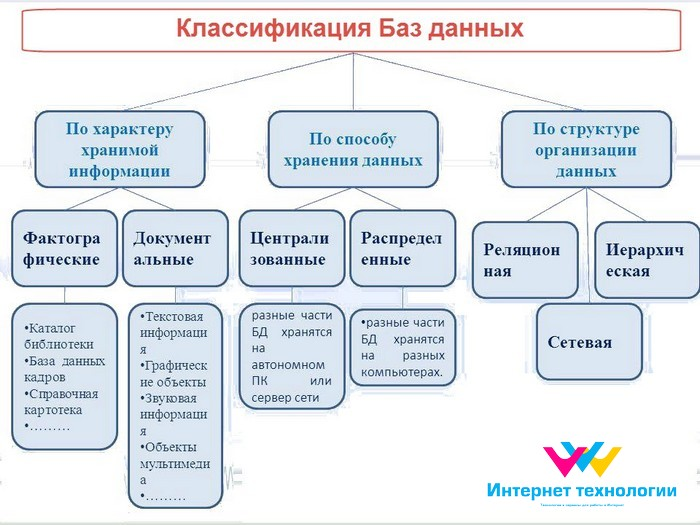 Классификация Баз данных
По характеру
хранимой
информации
По способу
хранения данных
По структуре
организации
данных
Фактогра
фические
Документ
альные
Централи
зованные
Распредел
енные
Реляцион
ная
Иерархич
еская
Сетевая
•Каталог
библиотеки
•База данных
кадров
•Справочная
картотека
•………
•Текстовая
информаци
я
•Графическ
ие объекты
•Звуковая
информаци
я
•Объекты
мультимеди
а
•………
разные части
БД хранятся
на
автономном
ПК или
сервер сети
•разные части
БД хранятся
на разных
компьютерах.
Интернет технологии